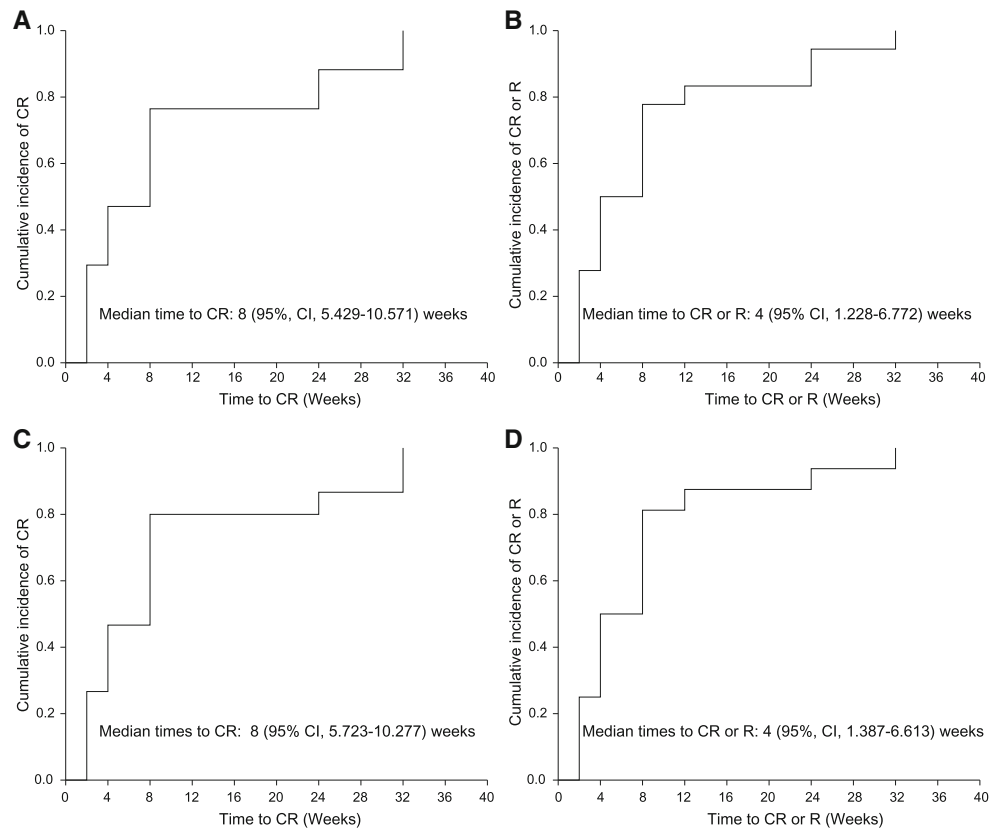 A
Cumulative incidence of CR
1.0
0.8
0.6
0.4
0.2
0.0
Median time to CR: 8 (95%, CI, 5.429-10.571) weeks
0 4 8 12 16 20 24 28 32 36 40
Time to CR (Weeks)
B
Cumulative incidence of CR or R
1.0
0.8
0.6
0.4
0.2
0.0
Median time to CR or R: 4 (95% CI, 1.228-6.772) weeks
0 4 8 12 16 20 24 28 32 36 40
Time to CR or R (Weeks)
C
Cumulative incidence of CR
1.0
0.8
0.6
0.4
0.2
0.0
Median times to CR: 8 (95% CI, 5.723-10.277) weeks
0 4 8 12 16 20 24 28 32 36 40
Time to CR (Weeks)
D
Cumulative incidence of CR or R
1.0
0.8
0.6
0.4
0.2
0.0
Median times to CR or R: 4 (95%, CI, 1.387-6.613) weeks
0 4 8 12 16 20 24 28 32 36 40
Time to CR or R (Weeks)